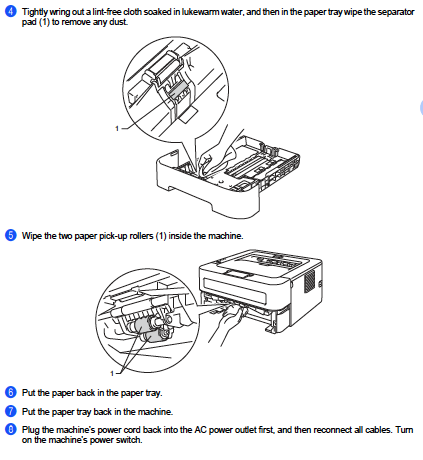 4 Tightly wring out a lint-free cloth soaked in lukewarm water, and then in the paper tray wipe the separator
pad (1) to remove any dust.
1
5 Wipe the two paper pick-up rollers (1) inside the machine.
1
6 Put the paper back in the paper tray.
7 Put the paper tray back in the machine.
8 Plug the machine's power cord back into the AC power outlet first, and then reconnect all cables. Turn
on the machine's power switch.